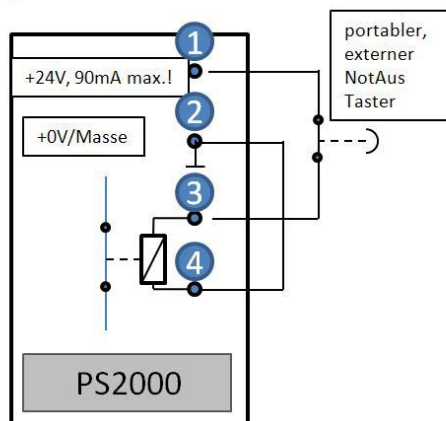 1
+24V, 90mA max.!
2
+0V/Masse
3
4
PS2000
portabler,
externer
NotAus
Taster